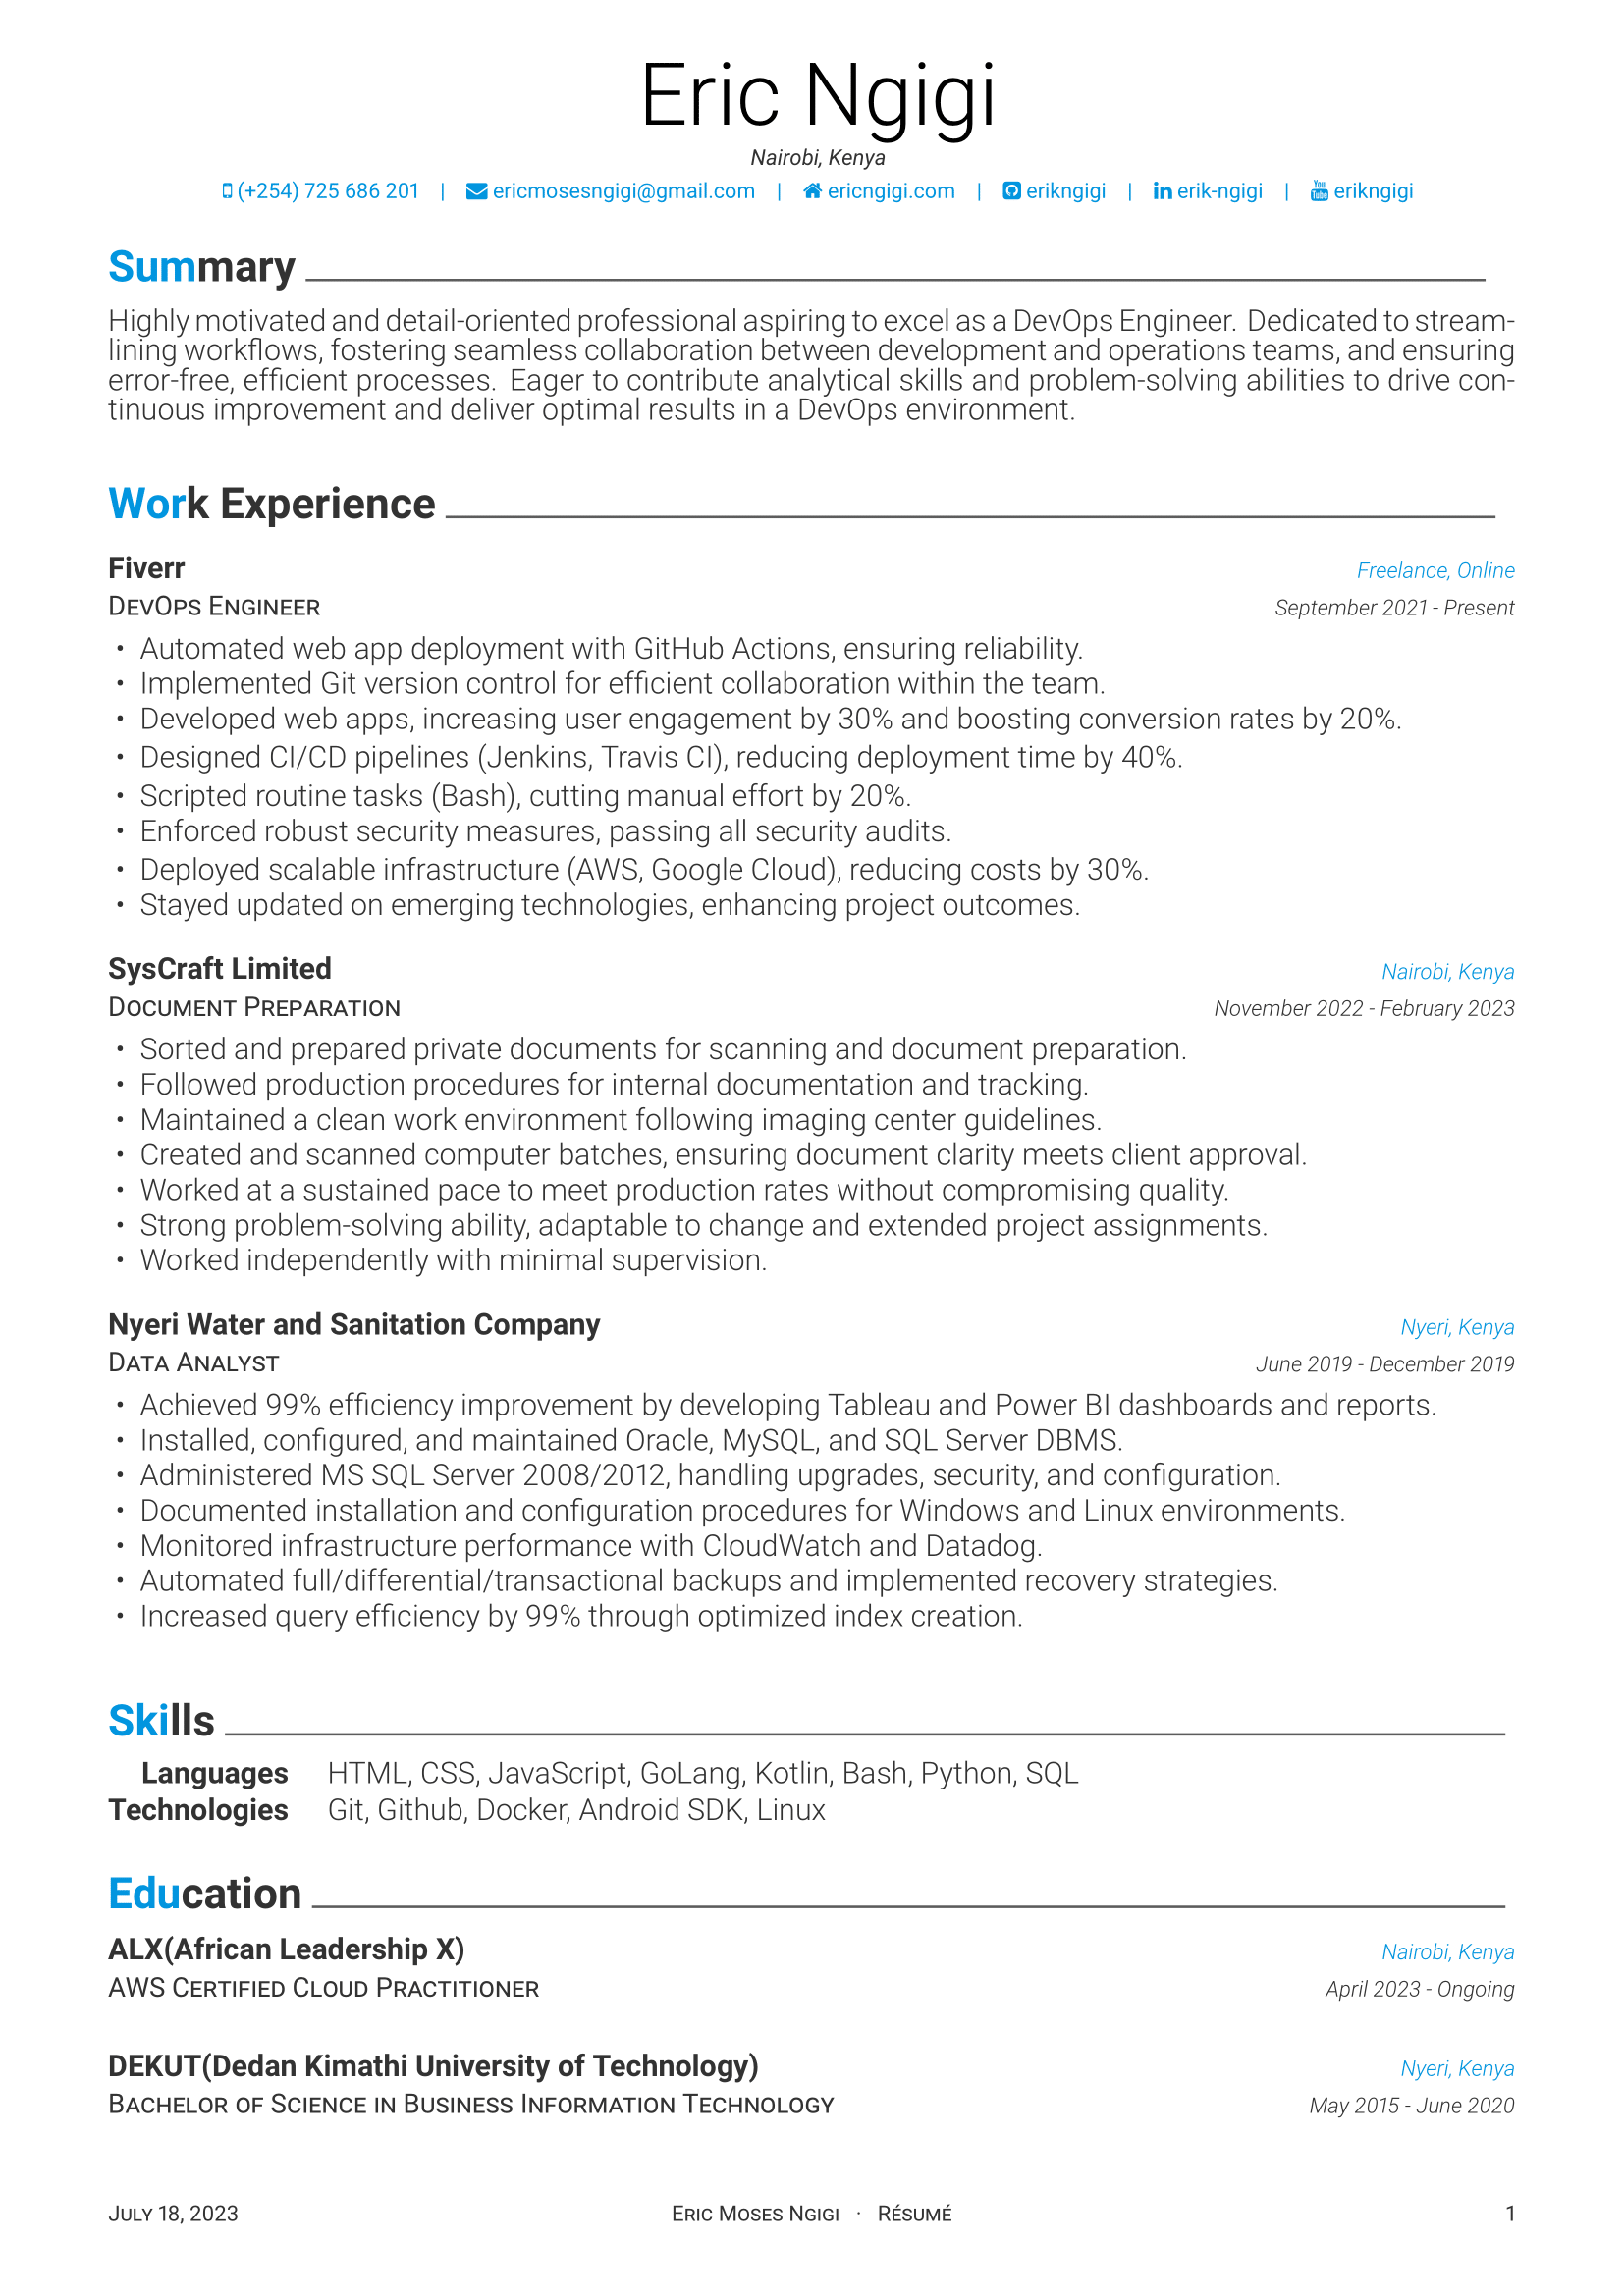 Eric Ngigi
Nairobi, Kenya
(+254) 725 686 201 | ericmosesngigi@gmail.com | ericngigi.com | erikngigi | erik-ngigi | erikngigi
Summary
Highly motivated and detail-oriented professional aspiring to excel as a DevOps Engineer. Dedicated to stream-
lining workflows, fostering seamless collaboration between development and operations teams, and ensuring
error-free, efficient processes. Eager to contribute analytical skills and problem-solving abilities to drive con-
tinuous improvement and deliver optimal results in a DevOps environment.
Work Experience
Fiverr Freelance, Online
DevOps Engineer September 2021 - Present
• Automated web app deployment with GitHub Actions, ensuring reliability.
• Implemented Git version control for efficient collaboration within the team.
• Developed web apps, increasing user engagement by 30% and boosting conversion rates by 20%.
• Designed CI/CD pipelines (Jenkins, Travis CI), reducing deployment time by 40%.
• Scripted routine tasks (Bash), cutting manual effort by 20%.
• Enforced robust security measures, passing all security audits.
• Deployed scalable infrastructure (AWS, Google Cloud), reducing costs by 30%.
• Stayed updated on emerging technologies, enhancing project outcomes.
SysCraft Limited Nairobi, Kenya
Document Preparation November 2022 - February 2023
• Sorted and prepared private documents for scanning and document preparation.
• Followed production procedures for internal documentation and tracking.
• Maintained a clean work environment following imaging center guidelines.
• Created and scanned computer batches, ensuring document clarity meets client approval.
• Worked at a sustained pace to meet production rates without compromising quality.
• Strong problem-solving ability, adaptable to change and extended project assignments.
• Worked independently with minimal supervision.
Nyeri Water and Sanitation Company Nyeri, Kenya
Data Analyst June 2019 - December 2019
• Achieved 99% efficiency improvement by developing Tableau and Power BI dashboards and reports.
• Installed, configured, and maintained Oracle, MySQL, and SQL Server DBMS.
• Administered MS SQL Server 2008/2012, handling upgrades, security, and configuration.
• Documented installation and configuration procedures for Windows and Linux environments.
• Monitored infrastructure performance with CloudWatch and Datadog.
• Automated full/differential/transactional backups and implemented recovery strategies.
• Increased query efficiency by 99% through optimized index creation.
Skills
Languages HTML, CSS, JavaScript, GoLang, Kotlin, Bash, Python, SQL
Technologies Git, Github, Docker, Android SDK, Linux
Education
ALX(African Leadership X) Nairobi, Kenya
AWS Certified Cloud Practitioner April 2023 - Ongoing
DEKUT(Dedan Kimathi University of Technology) Nyeri, Kenya
Bachelor of Science in Business Information Technology May 2015 - June 2020
July 18, 2023 Eric Moses Ngigi · Résumé 1